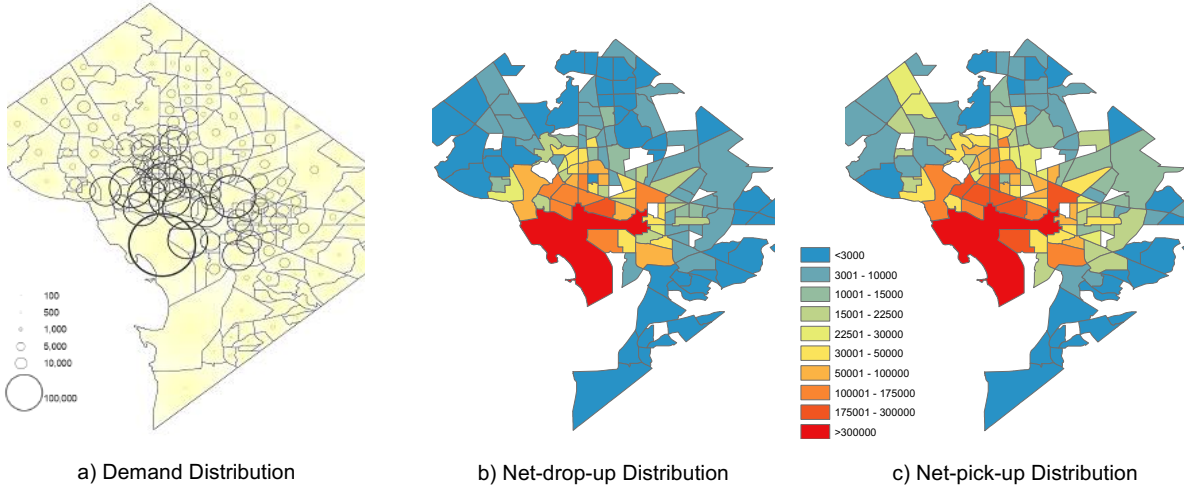 100
500
1,000
5,000
10,000
100,000
<3000
3001 - 10000
10001 - 15000
15001 - 22500
22501 - 30000
30001 - 50000
50001 - 100000
100001 - 175000
175001 - 300000
>300000
a) Demand Distribution
b) Net-drop-up Distribution
c) Net-pick-up Distribution